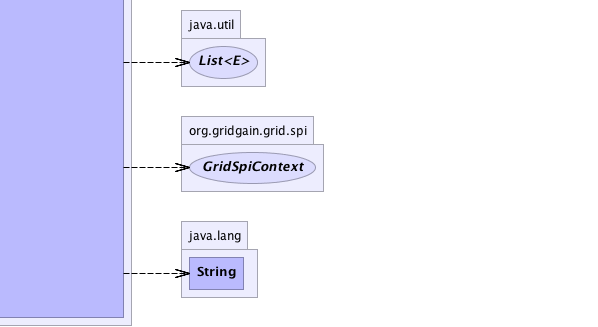 java.util
List<E>
org.gridgain.grid.spi
GridSpiContext
java.lang
String